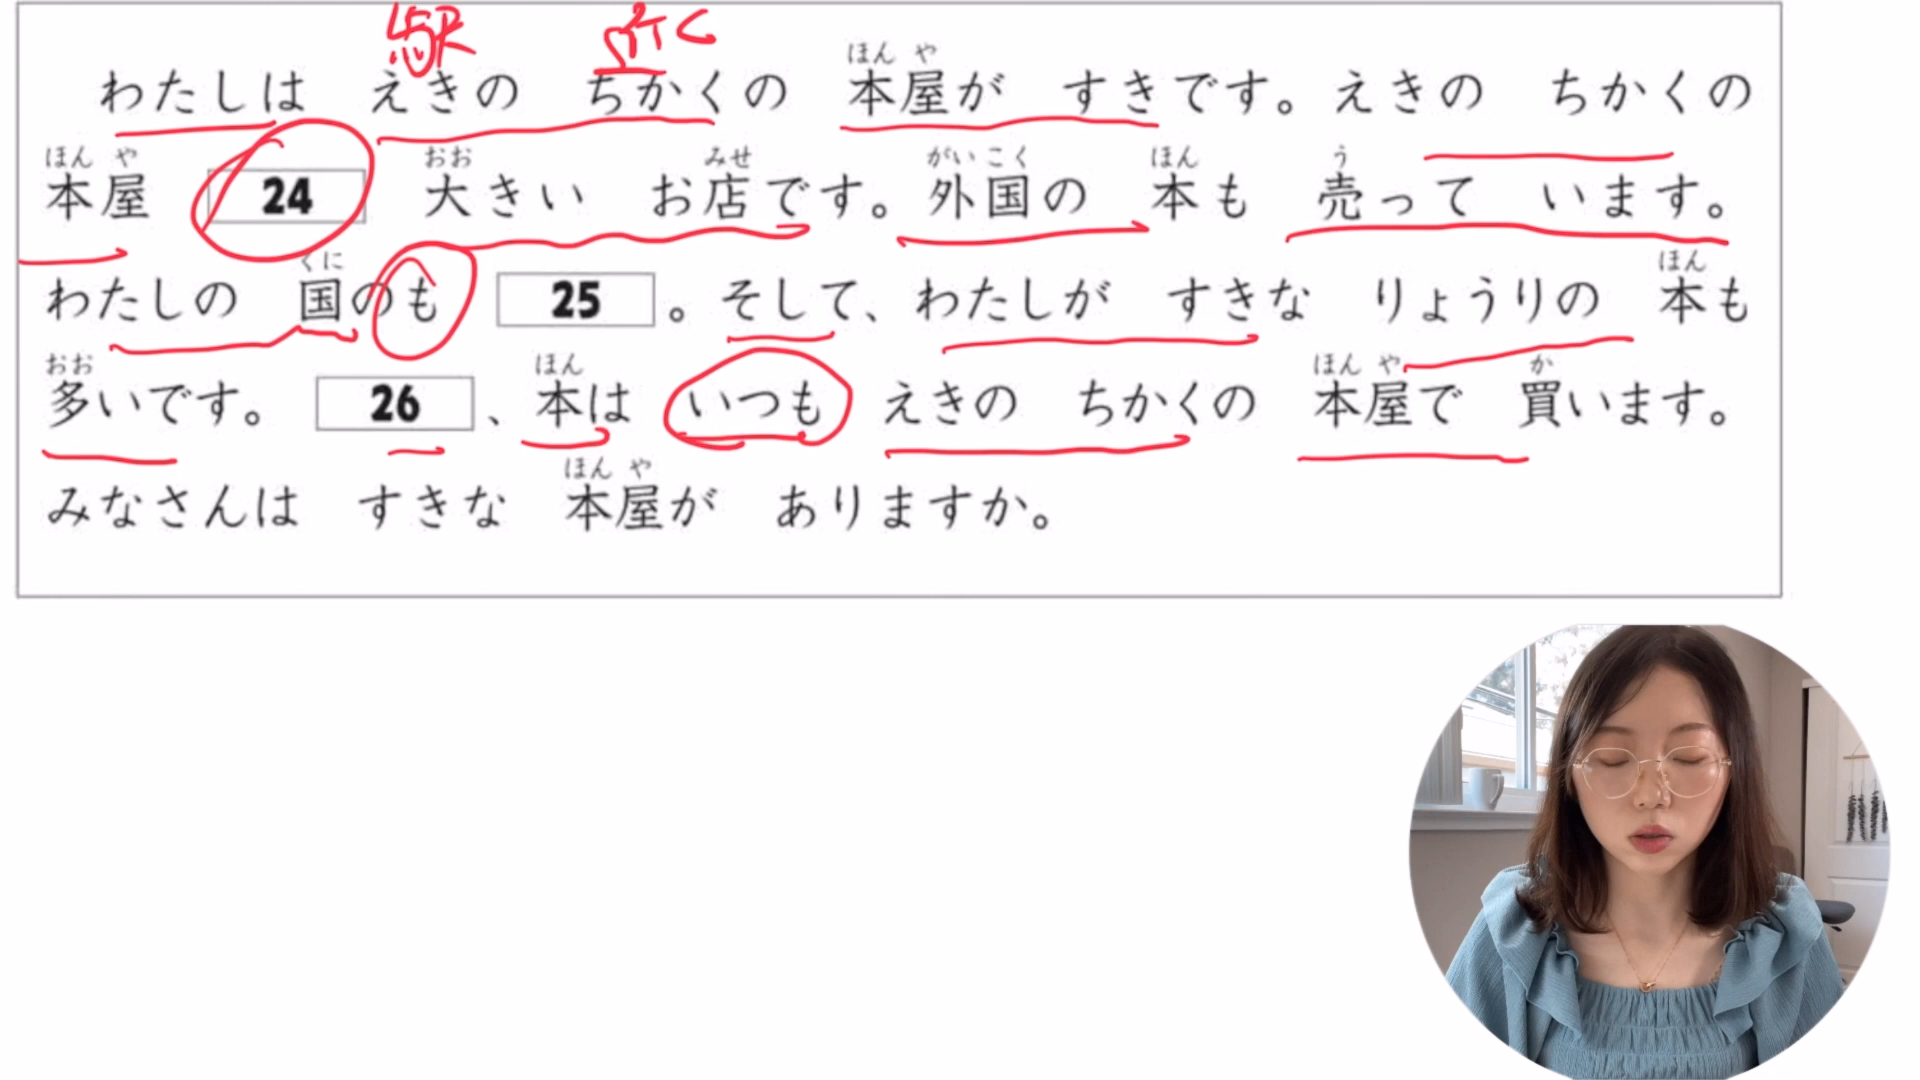 駅 近く
ほん や
わたしは えきの ちかくの 本屋が すきです。えきの ちかくの
ほん や おお みせ がい こく ほん う
本屋 24 大きい お店です。外国の 本も 売って います。
くに ほん
わたしの 国のも 25 。そして、わたしが すきな りょうりの 本も
おお ほん ほん や か
多いです。 26 、本は いつも えきの ちかくの 本屋で 買います。
ほん や
みなさんは すきな 本屋が ありますか。